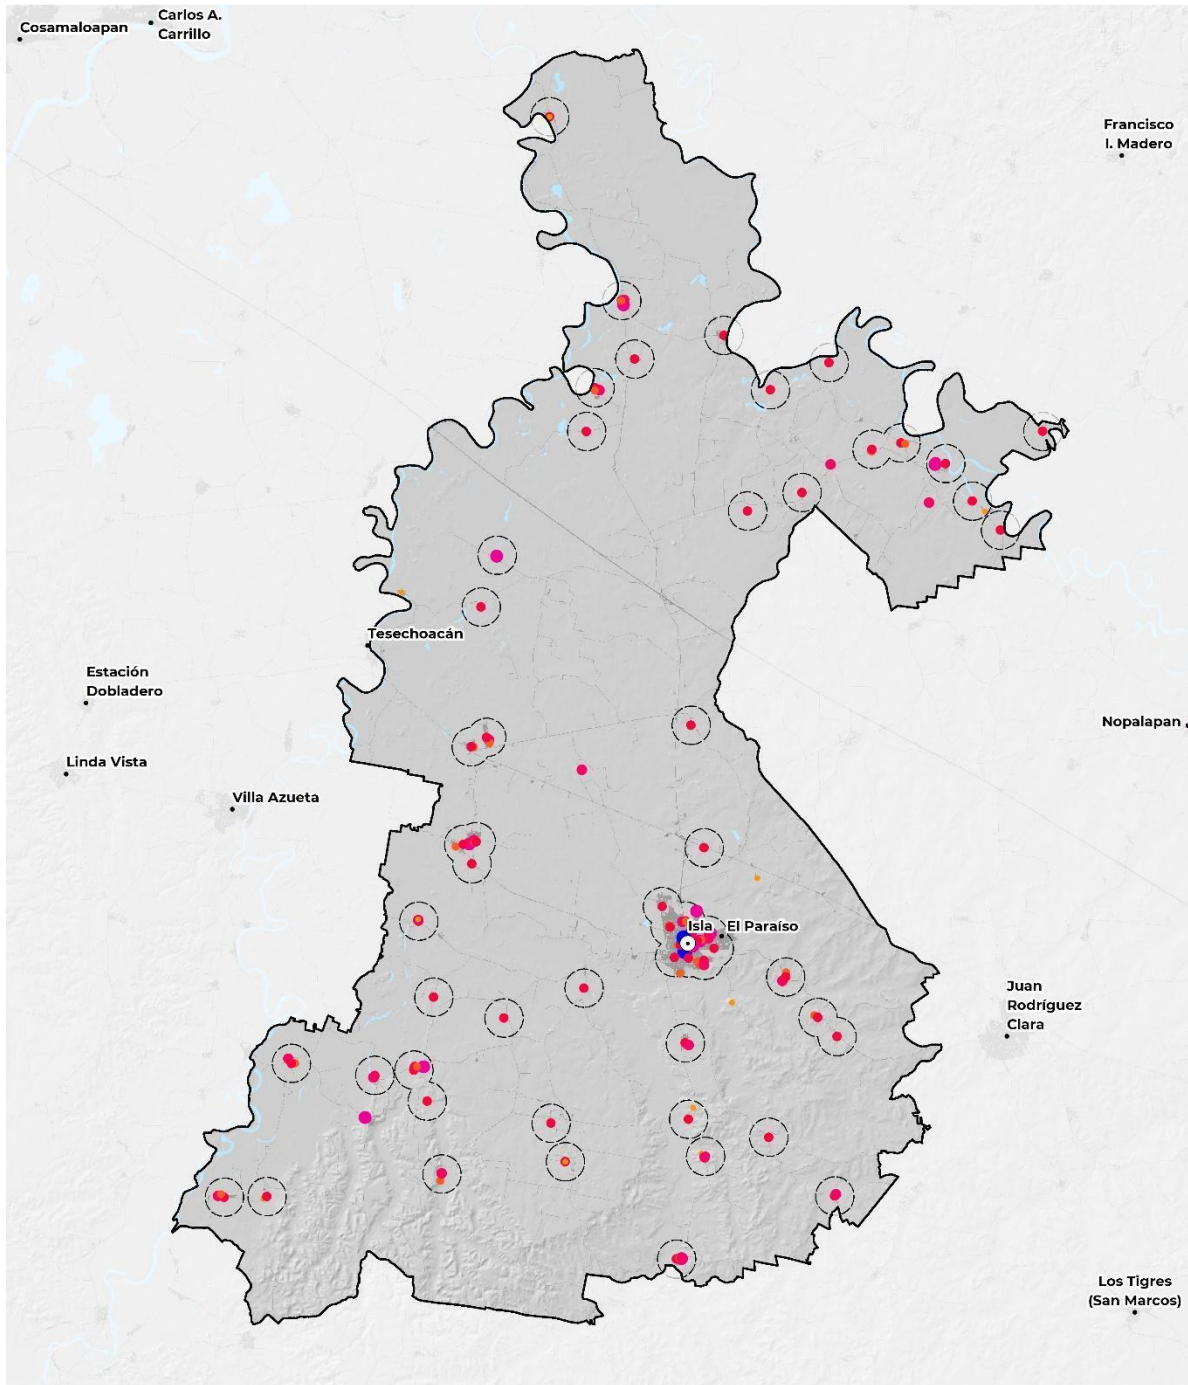 Cosamaloapan
Carlos A.
Carrillo
Francisco
I. Madero
Tesechoacán
Estación
Dobladero
Nopalapan
Linda Vista
Villa Azueta
Isla
El Paraíso
Juan
Rodríguez
Clara
Los Tigres
(San Marcos)